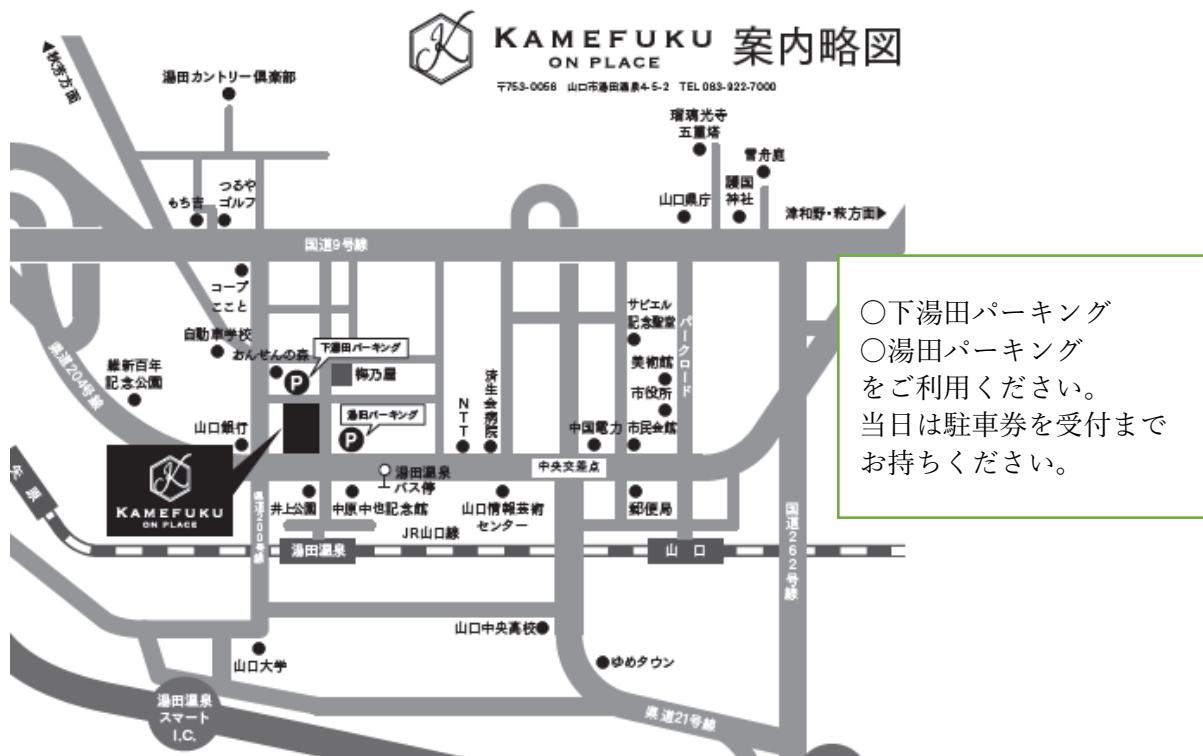 KAMEFUKU
ON PLACE
案内略図
〒753-0056 山口市湯田温泉4-5-2 TEL 083-922-7000
◀秋芳方面
湯田カントリー倶楽部
瑠璃光寺
五重塔
雪舟庭
山口県庁
護国
神社
津和野・萩方面▶
もち吉
つるや
ゴルフ
国道9号線
コープ
ここと
自動車学校
おんせんの森
下湯田パーキング
P
梅乃屋
湯田パーキング
P
サビエル
記念聖堂
パークロード
美術館
市役所
中国電力
市民会館
県道204号線
維新百年
記念公園
山口銀行
NTT
済生会病院
中央交差点
湯田温泉
バス停
KAMEFUKU
ON PLACE
矢原
県道200号線
井上公園
中原中也記念館
山口情報芸術
センター
郵便局
JR山口線
湯田温泉
山口
国道262号線
山口中央高校
山口大学
ゆめタウン
湯田温泉
スマート
I.C.
県道21号線
○下湯田パーキング
○湯田パーキング
をご利用ください。
当日は駐車券を受付まで
お持ちください。